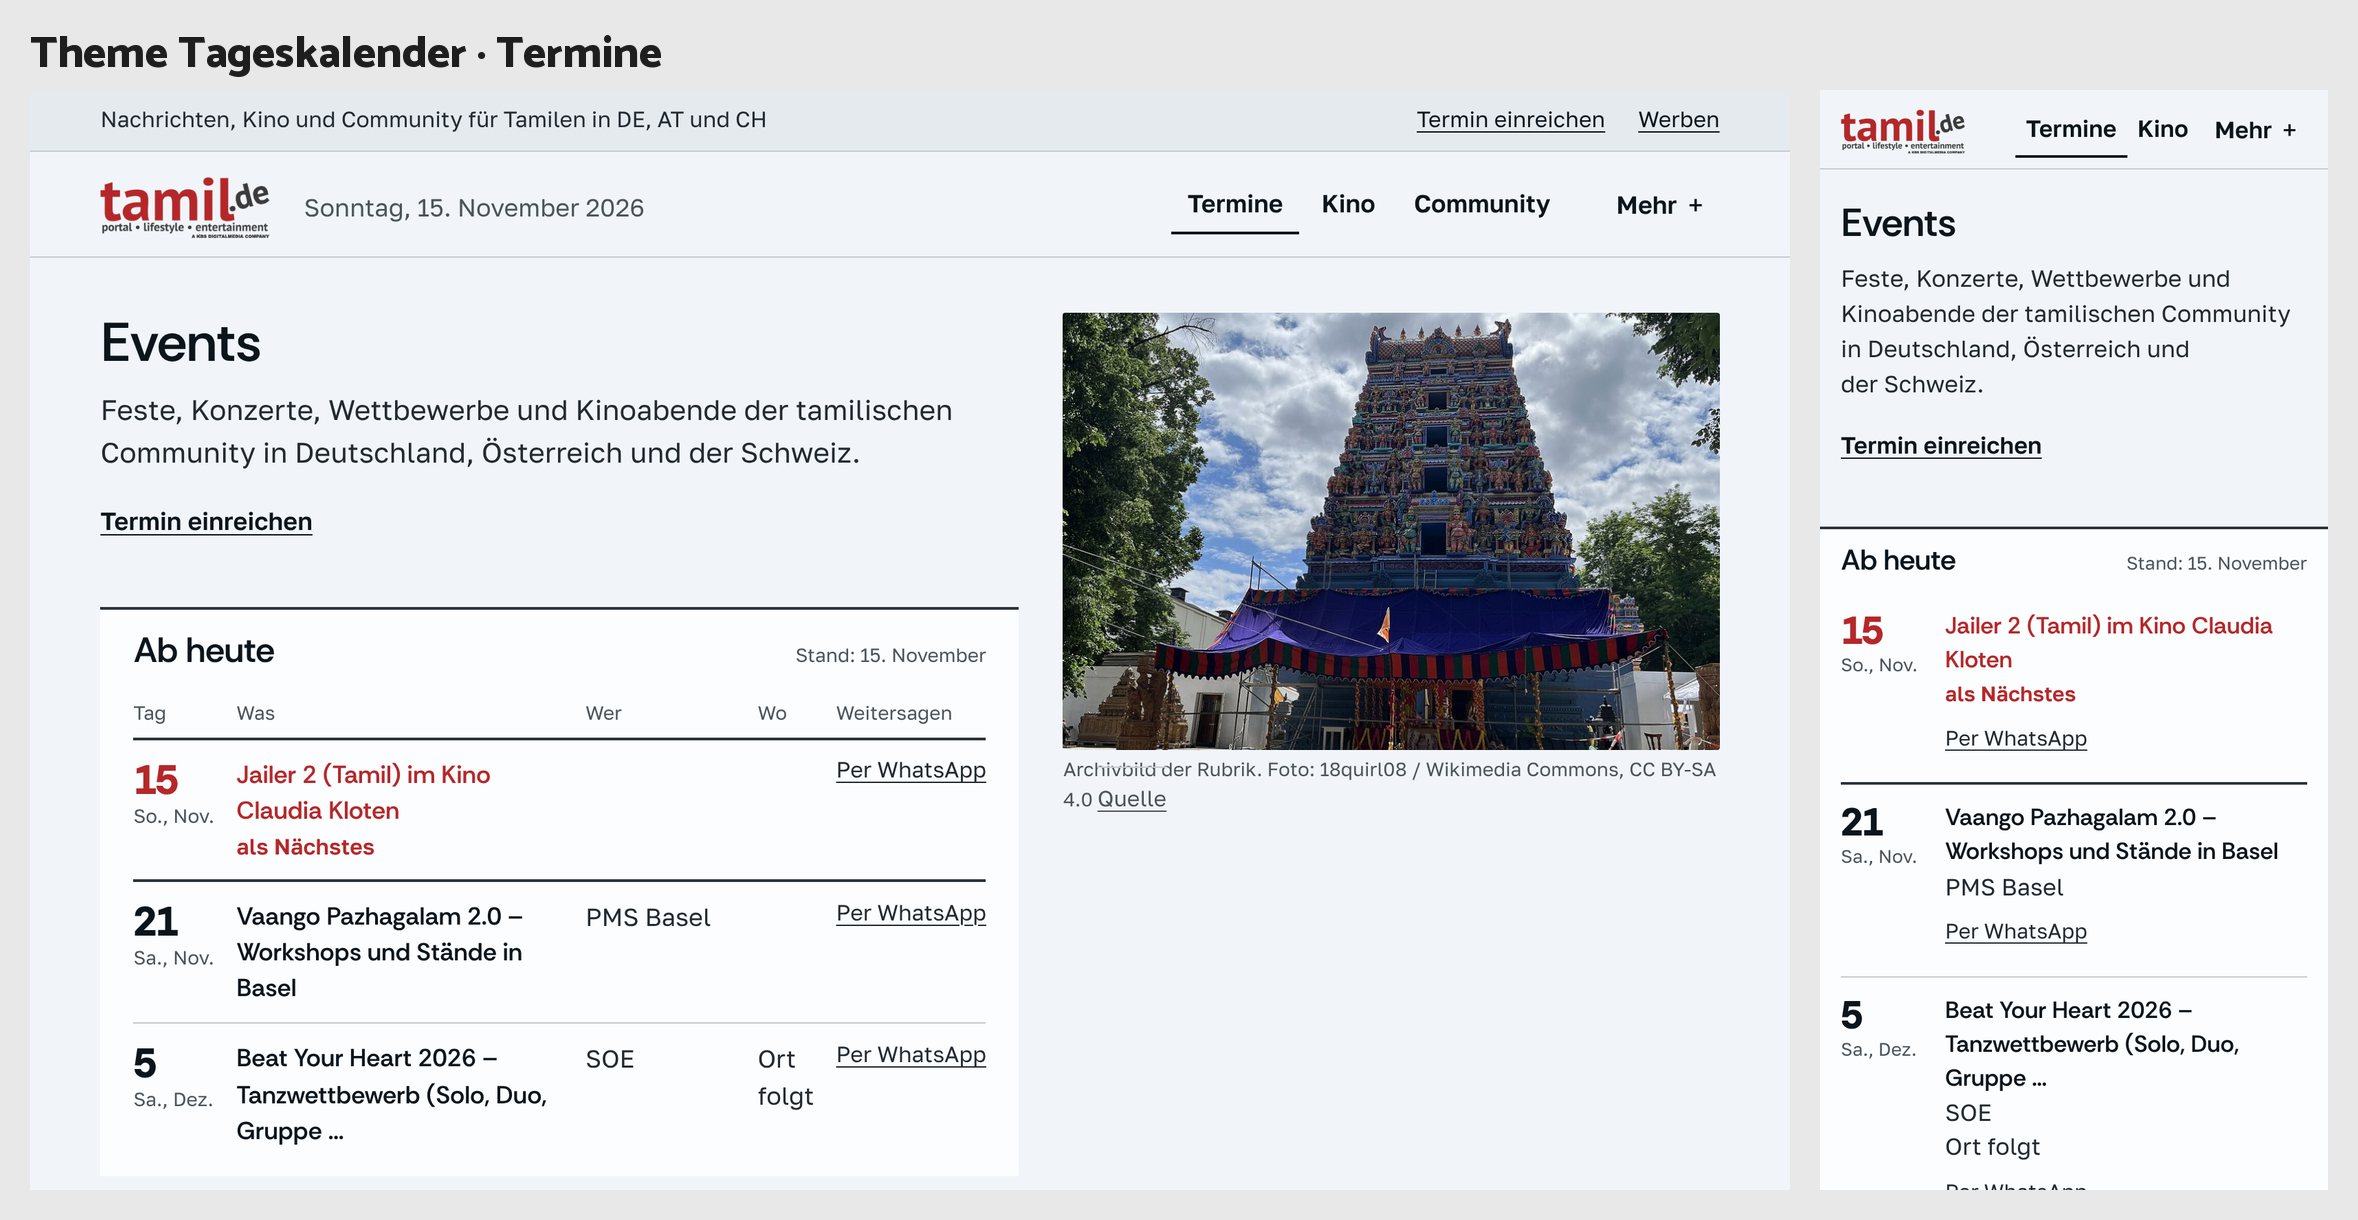 Theme Tageskalender · Termine
Nachrichten, Kino und Community für Tamilen in DE, AT und CH
Termin einreichen
Werben
tamil.de
portal • lifestyle • entertainment
A KBS DIGITALMEDIA COMPANY
Sonntag, 15. November 2026
Termine
Kino
Community
Mehr +
Events
Feste, Konzerte, Wettbewerbe und Kinoabende der tamilischen
Community in Deutschland, Österreich und der Schweiz.
Termin einreichen
Ab heute
Stand: 15. November
Tag Was Wer Wo Weitersagen
15
So., Nov.
Jailer 2 (Tamil) im Kino
Claudia Kloten
als Nächstes
Per WhatsApp
21
Sa., Nov.
Vaango Pazhagalam 2.0 –
Workshops und Stände in
Basel
PMS Basel
Per WhatsApp
5
Sa., Dez.
Beat Your Heart 2026 –
Tanzwettbewerb (Solo, Duo,
Gruppe ...
SOE
Ort
folgt
Per WhatsApp
Archivbild der Rubrik. Foto: 18quirl08 / Wikimedia Commons, CC BY-SA
4.0 Quelle
tamil.de
portal • lifestyle • entertainment
A KBS DIGITALMEDIA COMPANY
Termine
Kino
Mehr +
Events
Feste, Konzerte, Wettbewerbe und
Kinoabende der tamilischen Community
in Deutschland, Österreich und
der Schweiz.
Termin einreichen
Ab heute
Stand: 15. November
15
So., Nov.
Jailer 2 (Tamil) im Kino Claudia
Kloten
als Nächstes
Per WhatsApp
21
Sa., Nov.
Vaango Pazhagalam 2.0 –
Workshops und Stände in Basel
PMS Basel
Per WhatsApp
5
Sa., Dez.
Beat Your Heart 2026 –
Tanzwettbewerb (Solo, Duo,
Gruppe ...
SOE
Ort folgt
Per WhatsApp